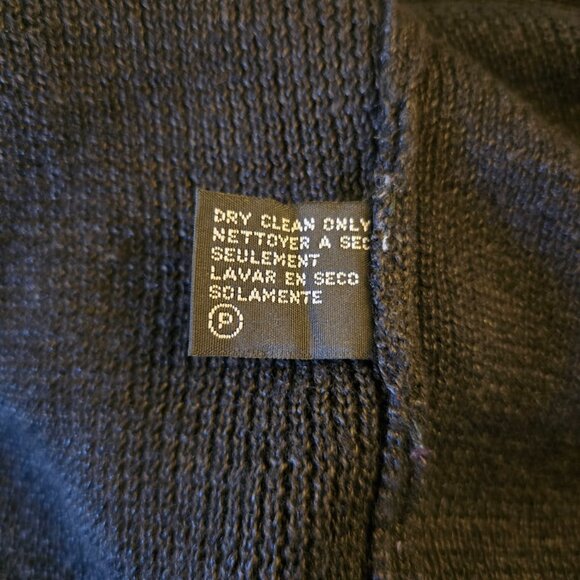 DRY CLEAN ONLY
NETTOYER A SEC
SEULEMENT
LAVAR EN SECO
SOLAMENTE
P